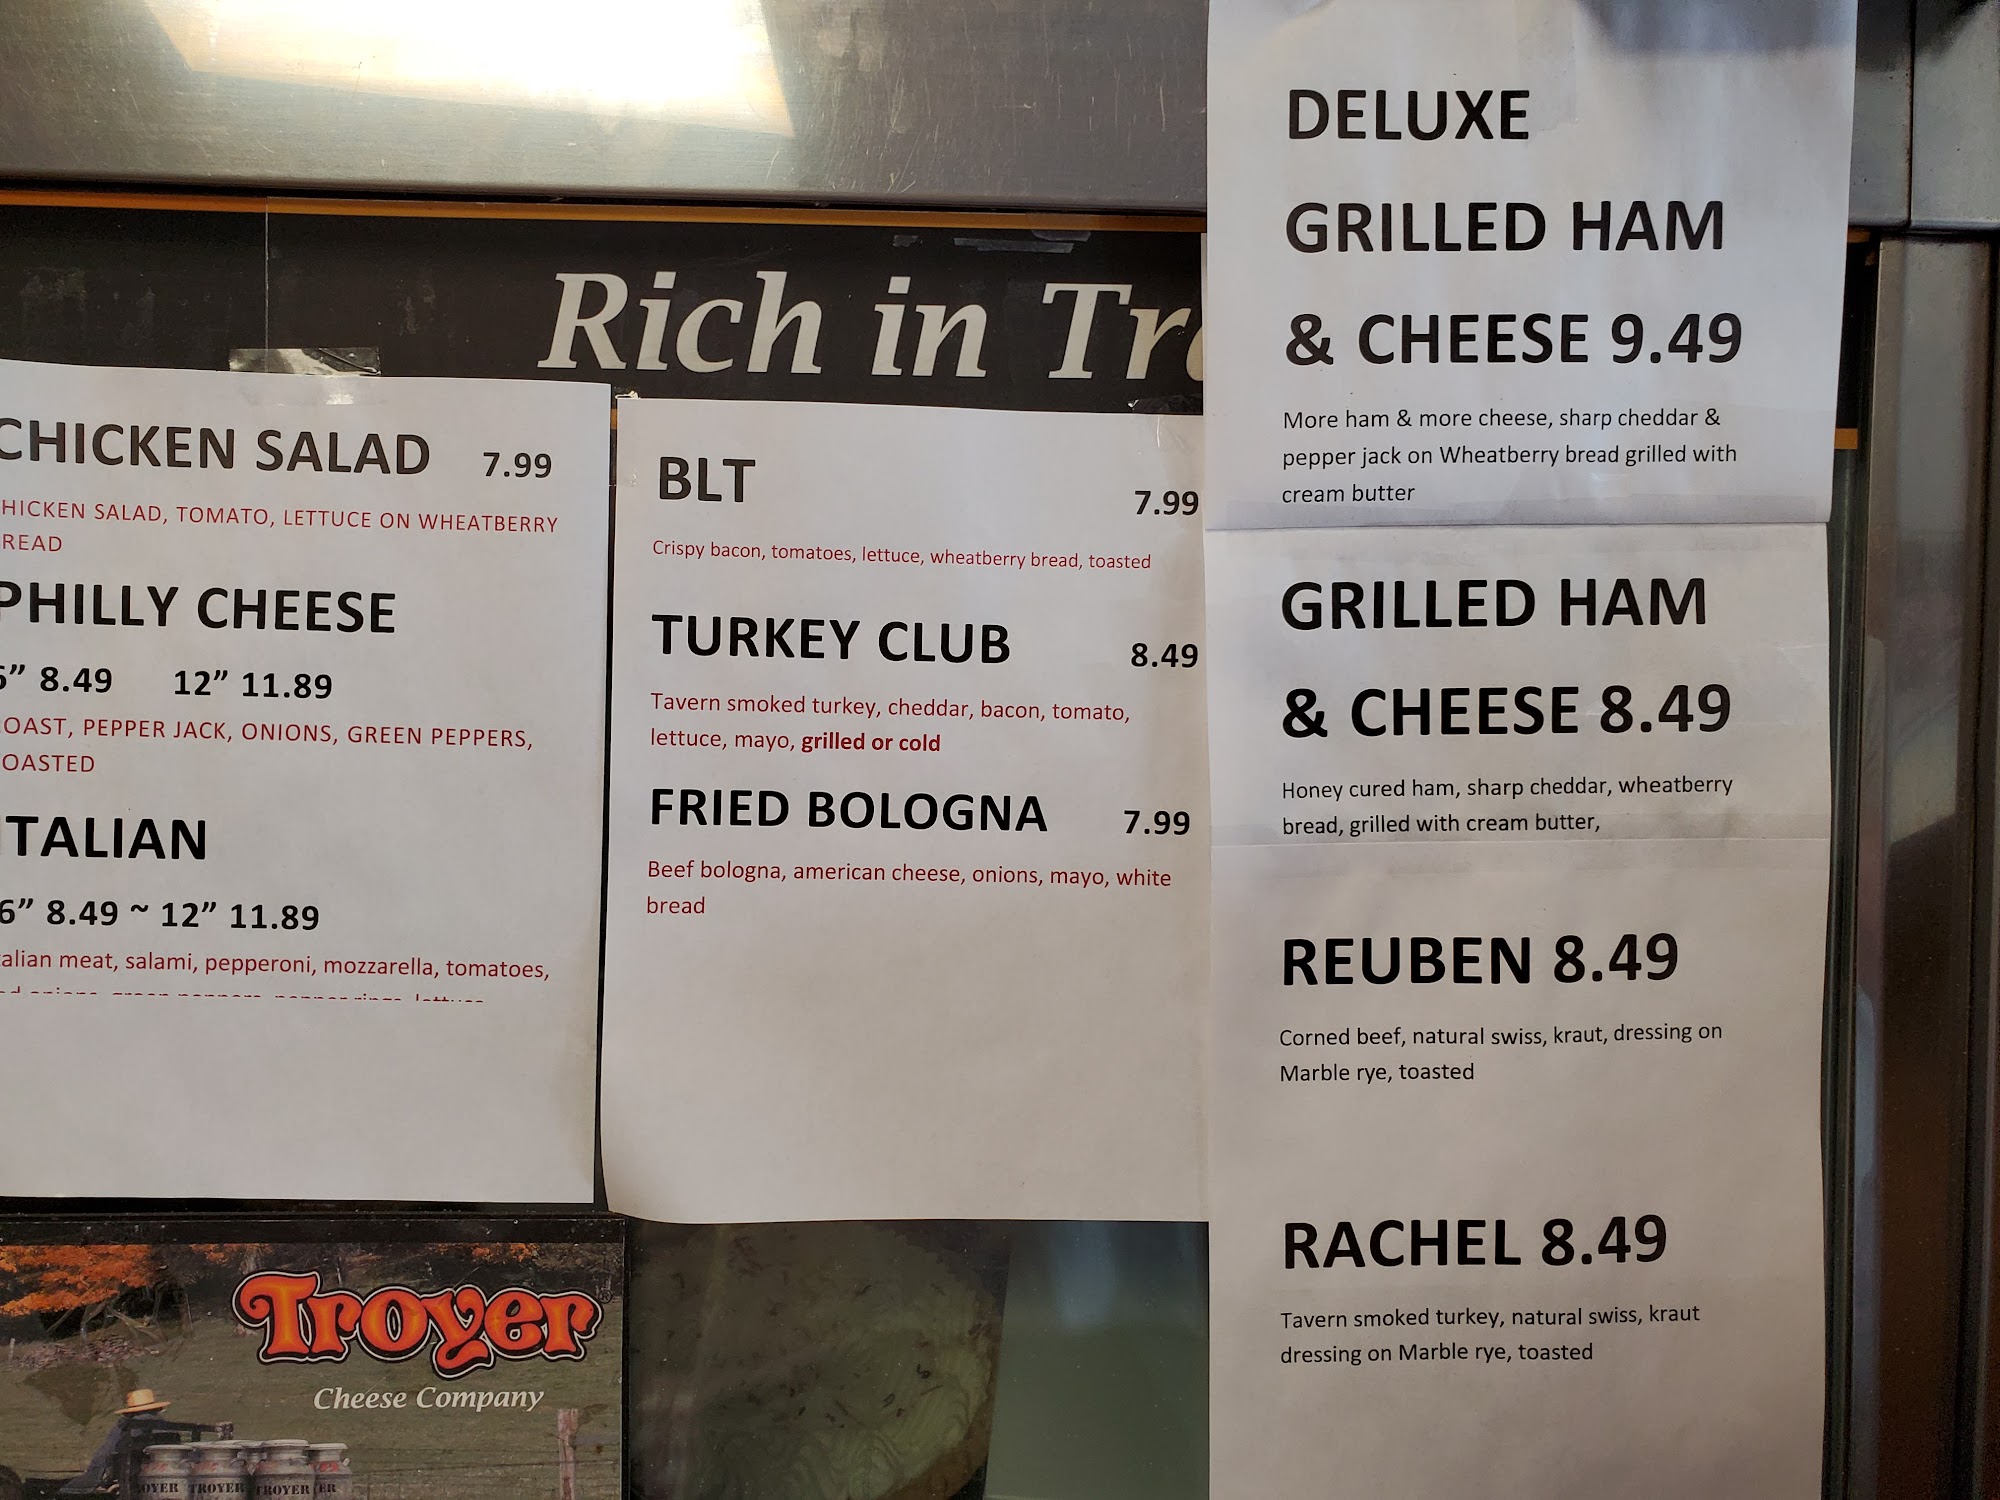 Rich in
CHICKEN SALAD 7.99
HICKEN SALAD, TOMATO, LETTUCE ON WHEATBERRY
READ
PHILLY CHEESE
6” 8.49 12” 11.89
OAST, PEPPER JACK, ONIONS, GREEN PEPPERS,
OASTED
ITALIAN
6” 8.49 ~ 12” 11.89
talian meat, salami, pepperoni, mozzarella, tomatoes,
BLT 7.99
Crispy bacon, tomatoes, lettuce, wheatberry bread, toasted
TURKEY CLUB 8.49
Tavern smoked turkey, cheddar, bacon, tomato,
lettuce, mayo, grilled or cold
FRIED BOLOGNA 7.99
Beef bologna, american cheese, onions, mayo, white
bread
DELUXE
GRILLED HAM
& CHEESE 9.49
More ham & more cheese, sharp cheddar &
pepper jack on Wheatberry bread grilled with
cream butter
GRILLED HAM
& CHEESE 8.49
Honey cured ham, sharp cheddar, wheatberry
bread, grilled with cream butter,
REUBEN 8.49
Corned beef, natural swiss, kraut, dressing on
Marble rye, toasted
RACHEL 8.49
Tavern smoked turkey, natural swiss, kraut
dressing on Marble rye, toasted
Troyer®
Cheese Company
OYER TROYER TROYER ER